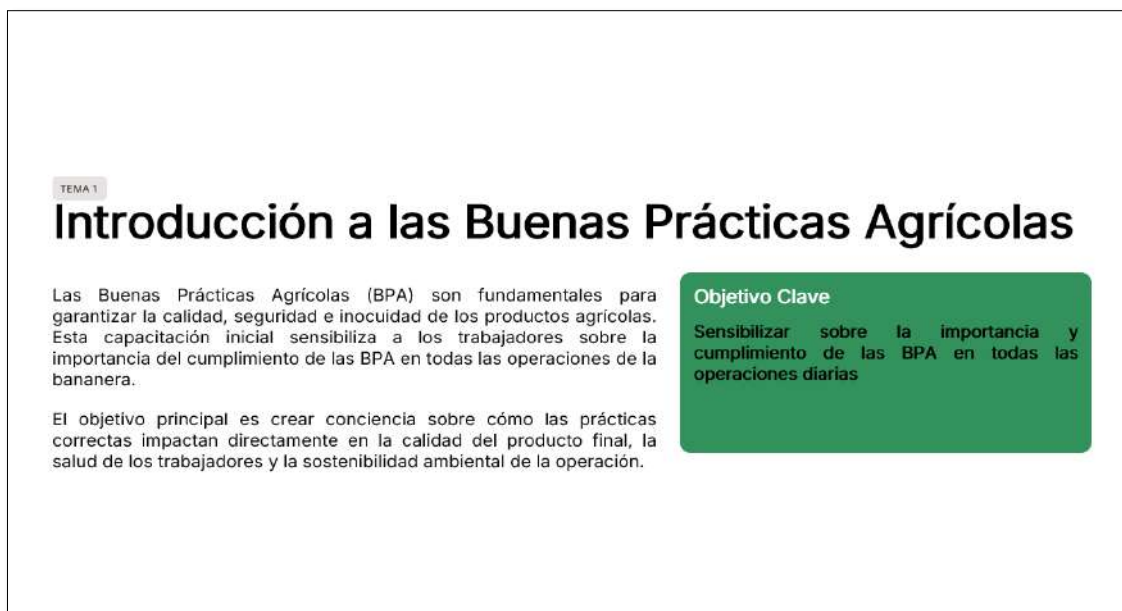 TEMA 1
Introducción a las Buenas Prácticas Agrícolas
Las Buenas Prácticas Agrícolas (BPA) son fundamentales para
garantizar la calidad, seguridad e inocuidad de los productos agrícolas.
Esta capacitación inicial sensibiliza a los trabajadores sobre la
importancia del cumplimiento de las BPA en todas las operaciones de la
bananera.
El objetivo principal es crear conciencia sobre cómo las prácticas
correctas impactan directamente en la calidad del producto final, la
salud de los trabajadores y la sostenibilidad ambiental de la operación.
Objetivo Clave
Sensibilizar sobre la importancia y
cumplimiento de las BPA en todas las
operaciones diarias